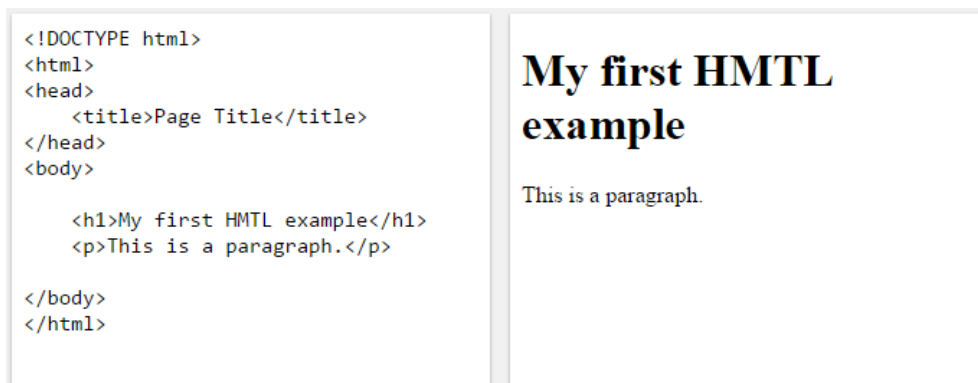 <!DOCTYPE html>
<html>
<head>
    <title>Page Title</title>
</head>
<body>
    <h1>My first HMTL example</h1>
    <p>This is a paragraph.</p>
</body>
</html>
My first HMTL
example
This is a paragraph.